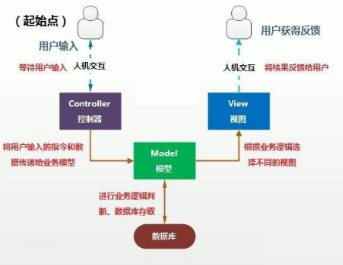 （起始点）
用户输入
用户获得反馈
等待用户输入
人机交互
人机交互
将结果反馈给用户
Controller
控制器
View
视图
将用户输入的指令和数
据传递给业务模型
Model
模型
根据业务逻辑选
择不同的视图
进行业务逻辑判
断、数据库存取
数据库